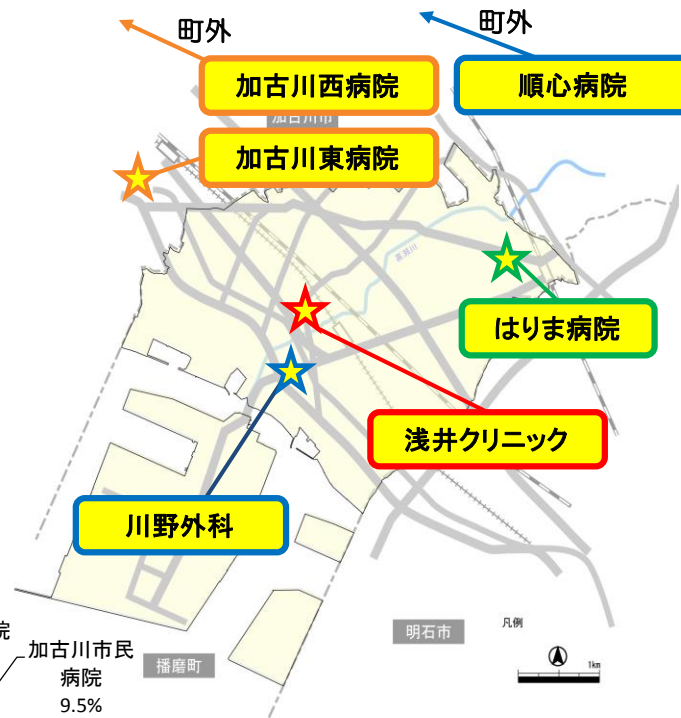 町外
町外
加古川西病院
順心病院
加古川市
加古川東病院
はりま病院
浅井クリニック
川野外科
院
加古川市民
病院
9.5%
播磨町
明石市
凡例
1km